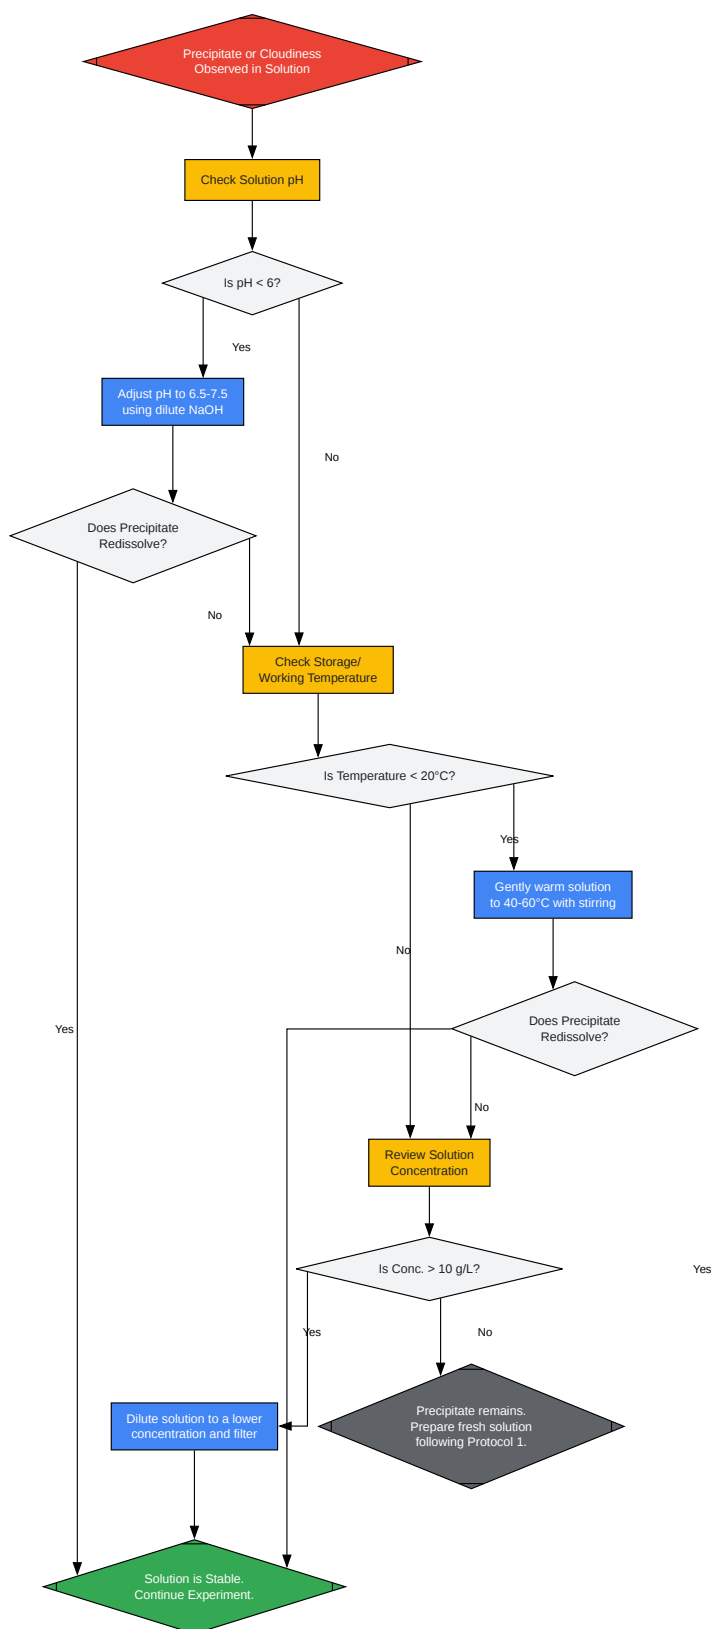 Precipitate or Cloudiness
Observed in Solution
Check Solution pH
Is pH < 6?
Yes
Adjust pH to 6.5-7.5
using dilute NaOH
No
Does Precipitate
Redissolve?
No
Check Storage/
Working Temperature
Is Temperature < 20°C?
Yes
Gently warm solution
to 40-60°C with stirring
No
Does Precipitate
Redissolve?
Yes
No
Review Solution
Concentration
Is Conc. > 10 g/L?
Yes
Yes
No
Precipitate remains.
Prepare fresh solution
following Protocol 1.
Dilute solution to a lower
concentration and filter
Solution is Stable.
Continue Experiment.